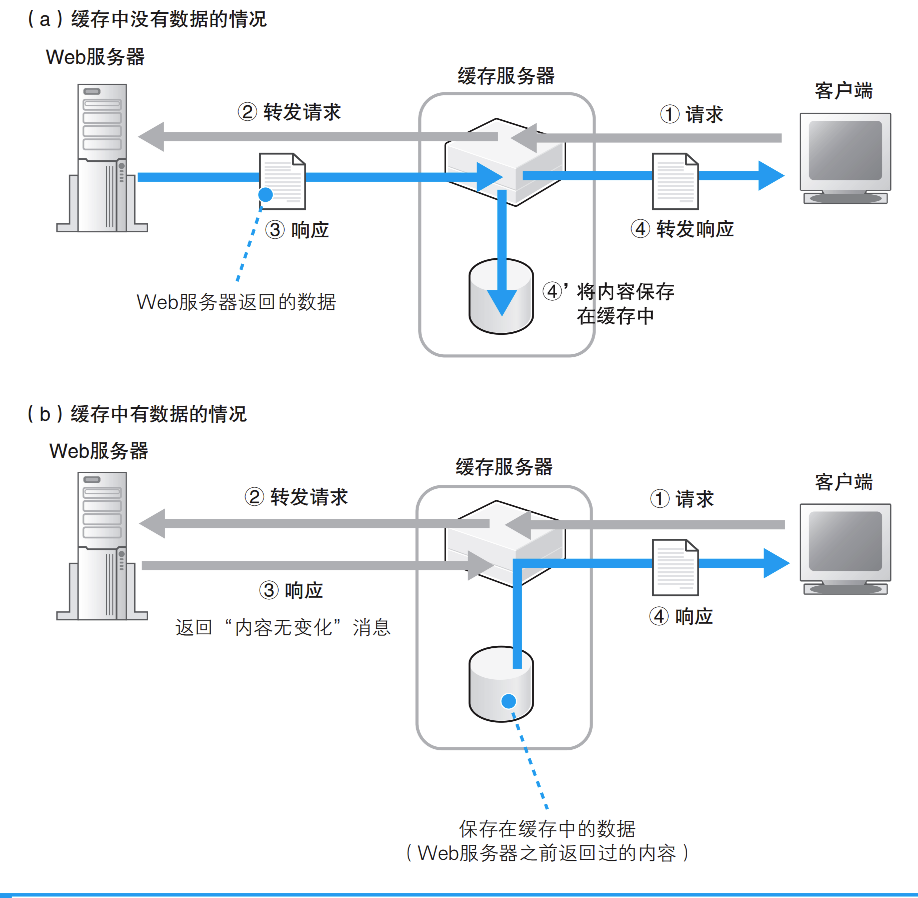 （a）缓存中没有数据的情况
Web服务器
缓存服务器
客户端
② 转发请求
① 请求
③ 响应
④ 转发响应
Web服务器返回的数据
④’ 将内容保存
在缓存中
（b）缓存中有数据的情况
Web服务器
缓存服务器
客户端
② 转发请求
① 请求
③ 响应
④ 响应
返回“内容无变化”消息
保存在缓存中的数据
（Web服务器之前返回过的内容）